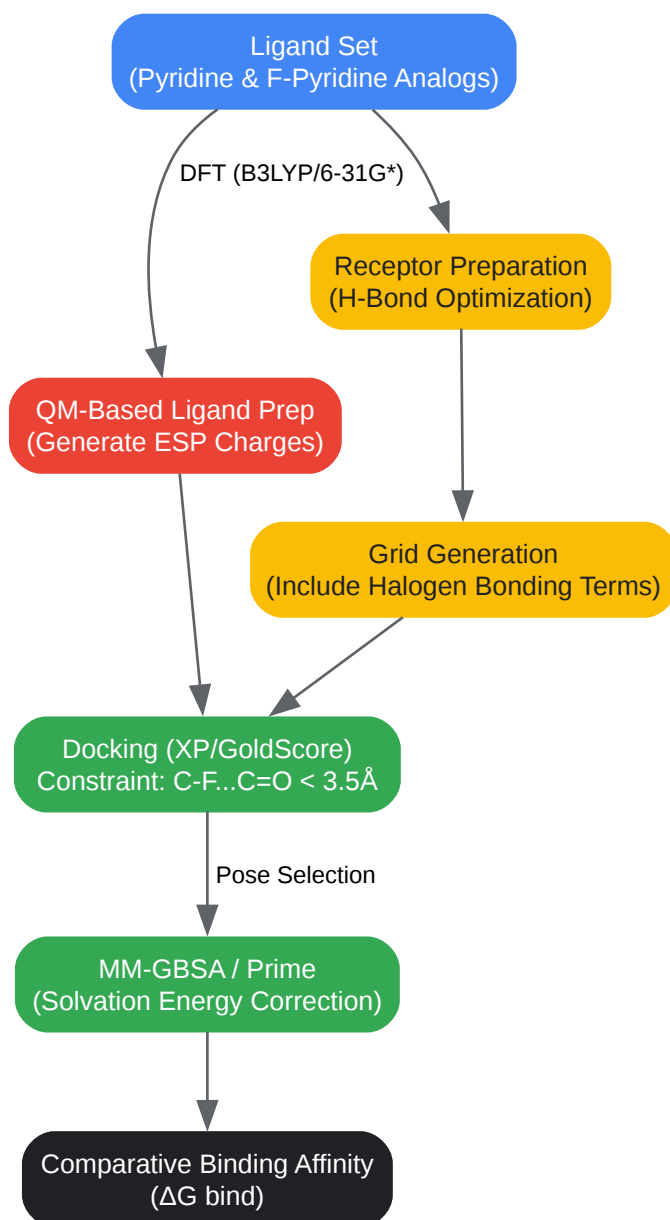 Ligand Set
(Pyridine & F-Pyridine Analogs)
DFT (B3LYP/6-31G*)
Receptor Preparation
(H-Bond Optimization)
QM-Based Ligand Prep
(Generate ESP Charges)
Grid Generation
(Include Halogen Bonding Terms)
Docking (XP/GoldScore)
Constraint: C-F...C=O < 3.5Å
Pose Selection
MM-GBSA / Prime
(Solvation Energy Correction)
Comparative Binding Affinity
(ΔG bind)